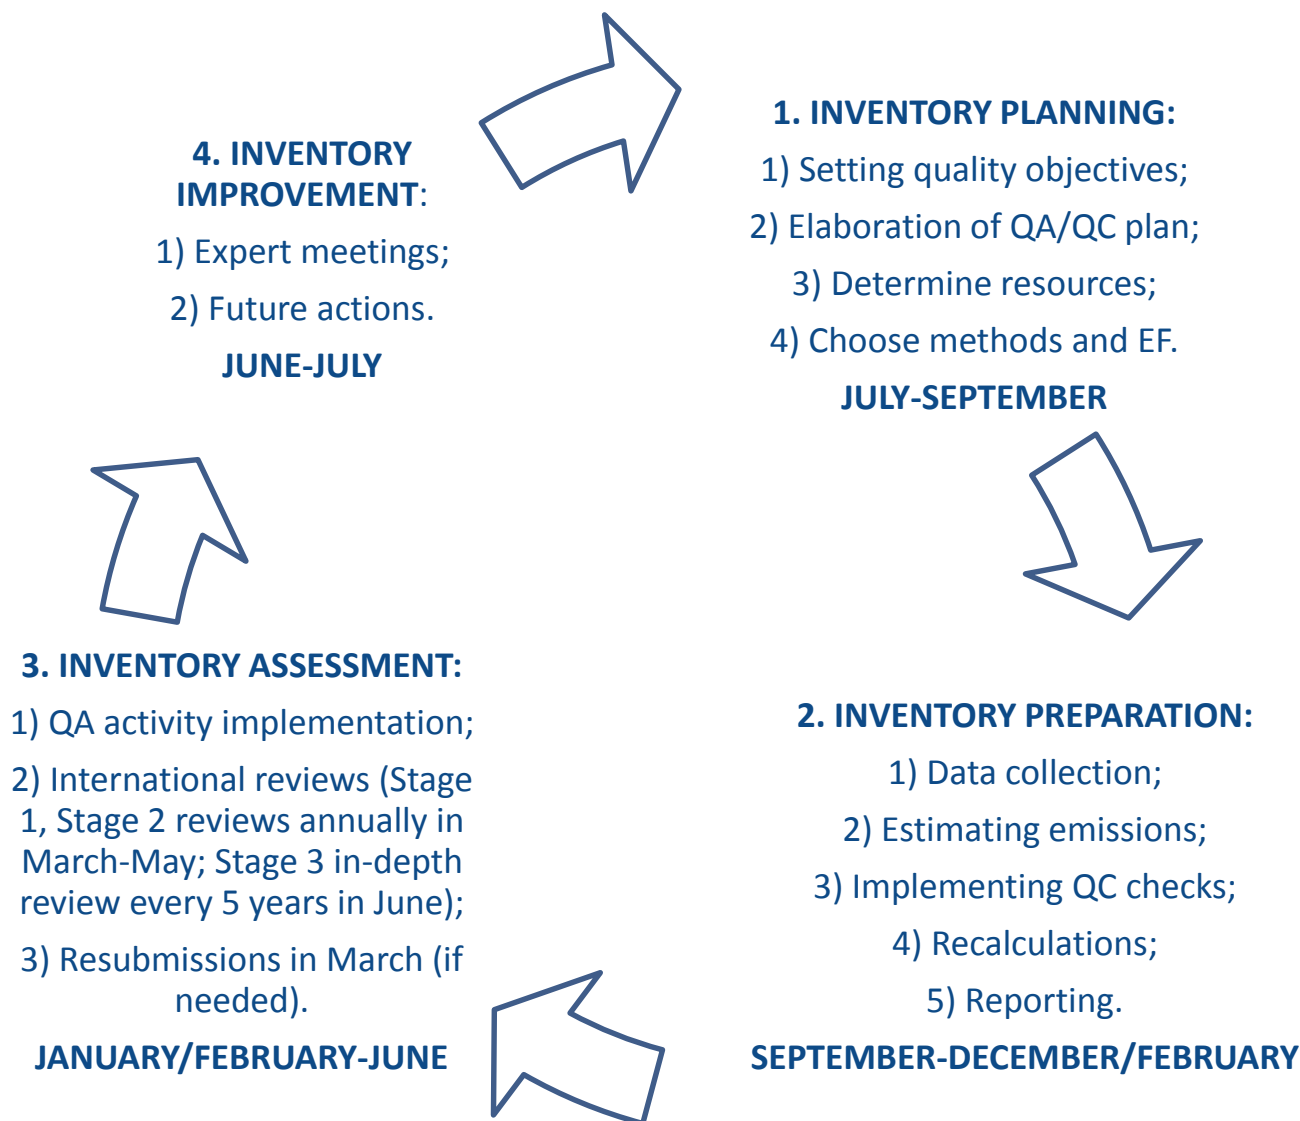 1. INVENTORY PLANNING:
1) Setting quality objectives;
2) Elaboration of QA/QC plan;
3) Determine resources;
4) Choose methods and EF.
JULY-SEPTEMBER
2. INVENTORY PREPARATION:
1) Data collection;
2) Estimating emissions;
3) Implementing QC checks;
4) Recalculations;
5) Reporting.
SEPTEMBER-DECEMBER/FEBRUARY
3. INVENTORY ASSESSMENT:
1) QA activity implementation;
2) International reviews (Stage
1, Stage 2 reviews annually in
March-May; Stage 3 in-depth
review every 5 years in June);
3) Resubmissions in March (if
needed).
JANUARY/FEBRUARY-JUNE
4. INVENTORY
IMPROVEMENT:
1) Expert meetings;
2) Future actions.
JUNE-JULY